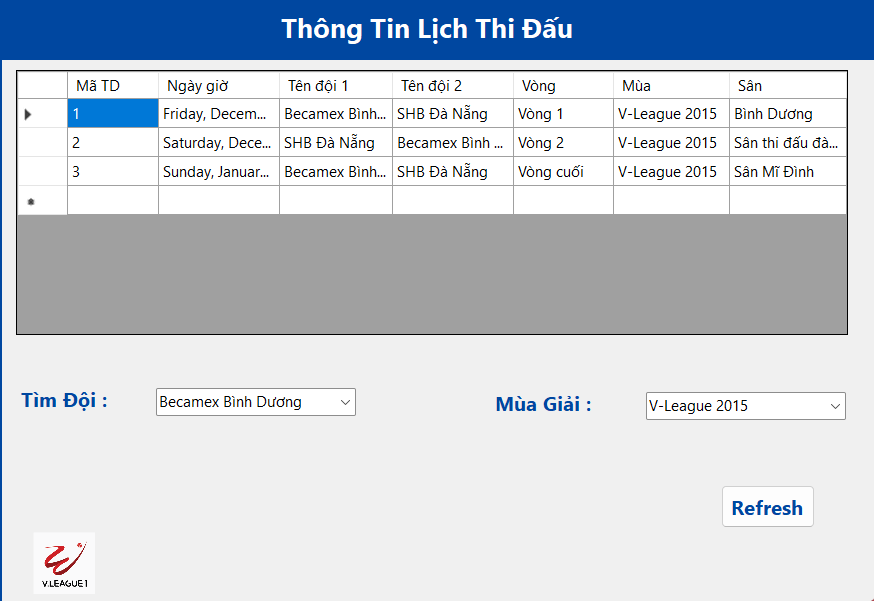 Thông Tin Lịch Thi Đấu
Mã TD Ngày giờ Tên đội 1 Tên đội 2 Vòng Mùa Sân
1 Friday, Decem... Becamex Bình... SHB Đà Nẵng Vòng 1 V-League 2015 Bình Dương
2 Saturday, Dece... SHB Đà Nẵng Becamex Bình ... Vòng 2 V-League 2015 Sân thi đấu đà...
3 Sunday, Januar... Becamex Bình... SHB Đà Nẵng Vòng cuối V-League 2015 Sân Mĩ Đình
Tìm Đội : Becamex Bình Dương Mùa Giải : V-League 2015
Refresh
V.LEAGUE1